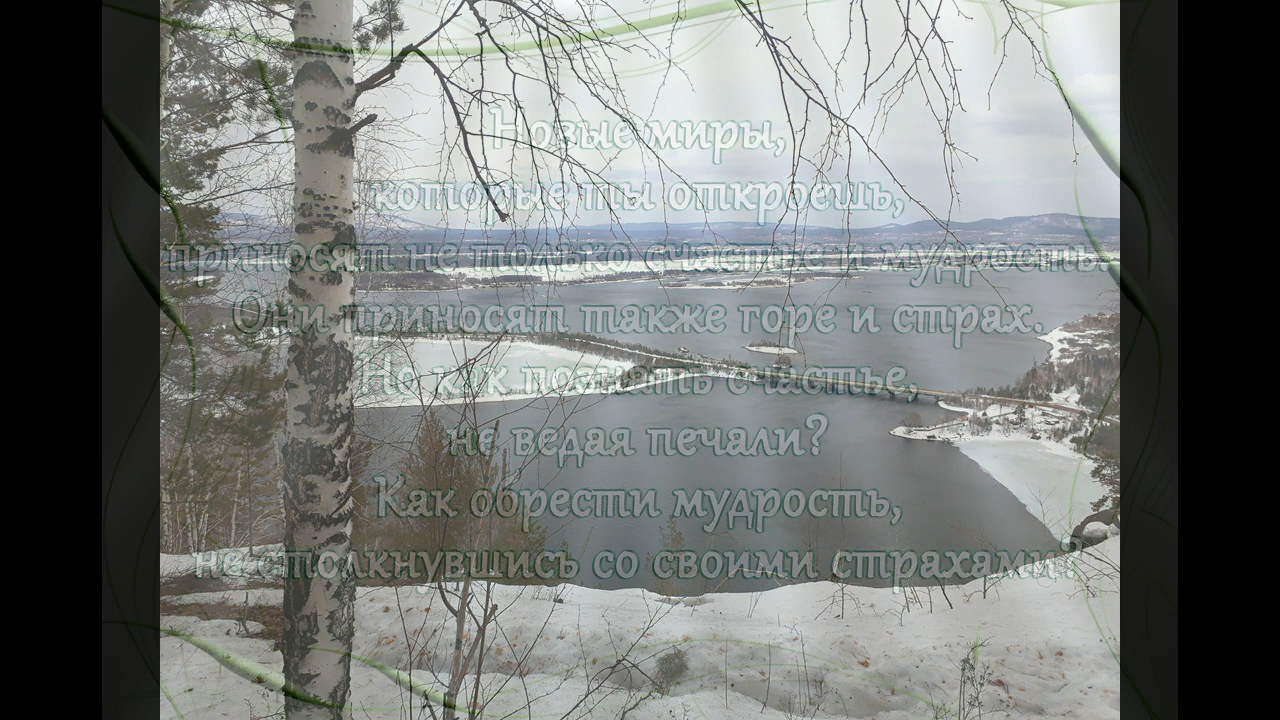 Новые миры,
которые ты откроешь,
приносят не только счастье и мудрость.
Они приносят также горе и страх.
Но как познать счастье,
не ведая печали?
Как обрести мудрость,
не столкнувшись со своими страхами?